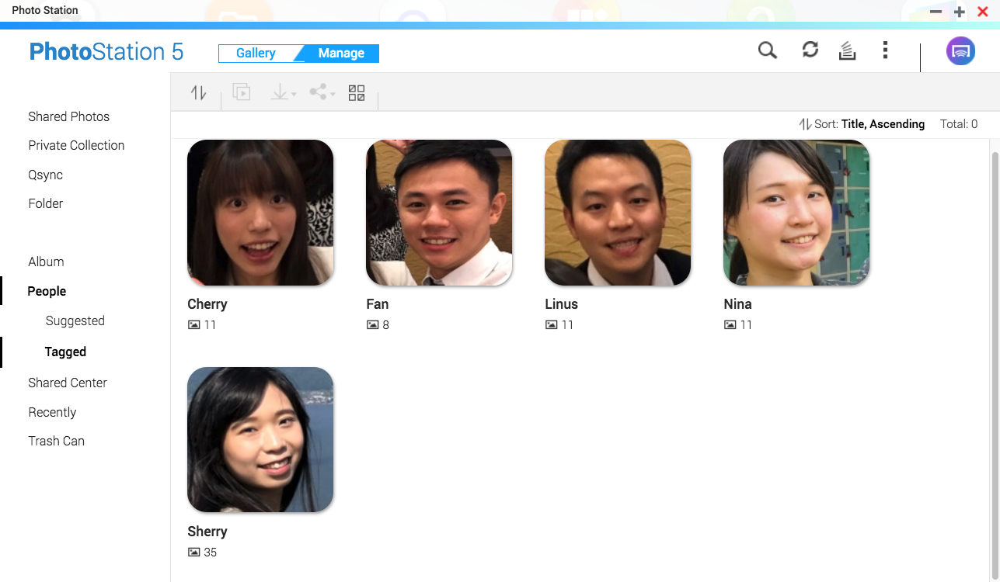 Photo Station
PhotoStation 5
Gallery
Manage
Sort: Title, Ascending
Total: 0
Shared Photos
Private Collection
Qsync
Folder
Album
People
Suggested
Tagged
Shared Center
Recently
Trash Can
Cherry
11
Fan
8
Linus
11
Nina
11
Sherry
35